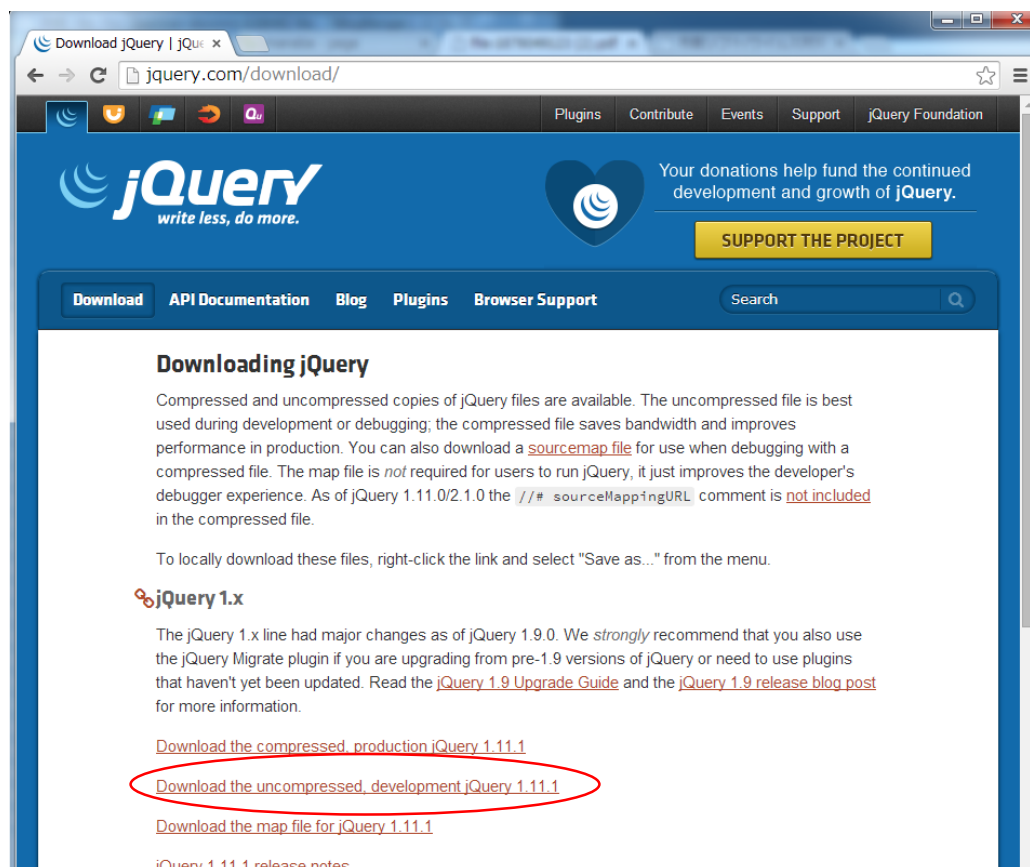 Download jQuery | jQue
jquery.com/download/
Plugins Contribute Events Support jQuery Foundation
jQuery
write less, do more.
Your donations help fund the continued
development and growth of jQuery.
SUPPORT THE PROJECT
Download API Documentation Blog Plugins Browser Support Search
Downloading jQuery
Compressed and uncompressed copies of jQuery files are available. The uncompressed file is best
used during development or debugging; the compressed file saves bandwidth and improves
performance in production. You can also download a sourcemap file for use when debugging with a
compressed file. The map file is not required for users to run jQuery, it just improves the developer's
debugger experience. As of jQuery 1.11.0/2.1.0 the //# sourceMappingURL comment is not included
in the compressed file.
To locally download these files, right-click the link and select "Save as..." from the menu.
jQuery 1.x
The jQuery 1.x line had major changes as of jQuery 1.9.0. We strongly recommend that you also use
the jQuery Migrate plugin if you are upgrading from pre-1.9 versions of jQuery or need to use plugins
that haven't yet been updated. Read the jQuery 1.9 Upgrade Guide and the jQuery 1.9 release blog post
for more information.
Download the compressed, production jQuery 1.11.1
Download the uncompressed, development jQuery 1.11.1
Download the map file for jQuery 1.11.1
jQuery 1.11.1 release notes